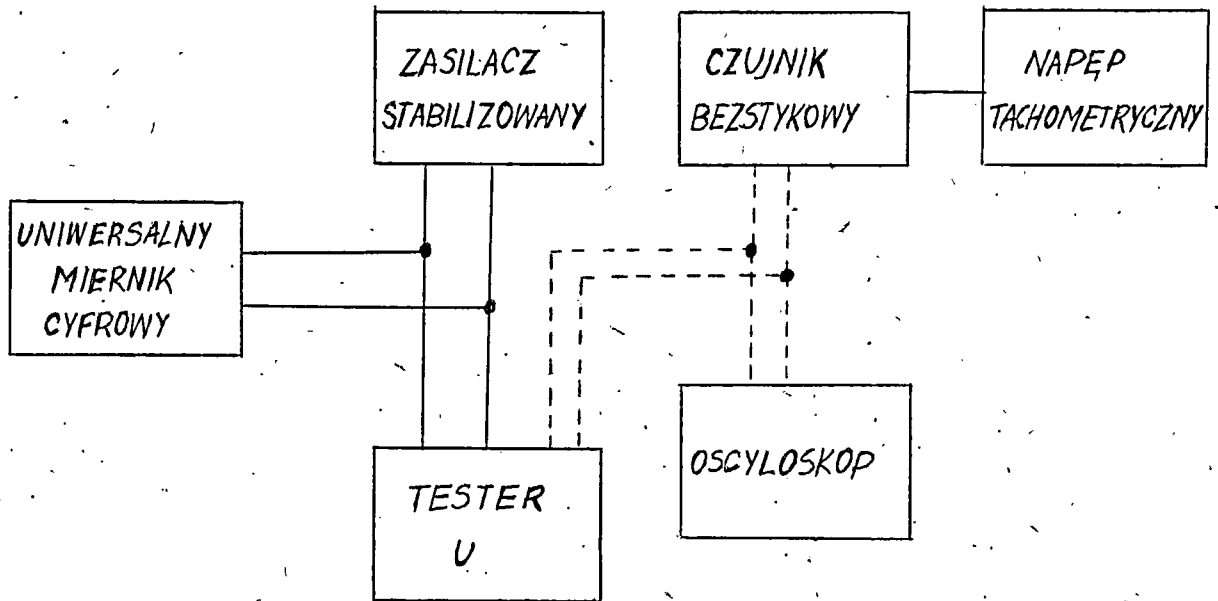 ZASILACZ
STABILIZOWANY
CZUJNIK
BEZSTYKOWY
NAPĘP
TACHOMETRYCZNY
UNIWERSALNY
MIERNIK
CYFROWY
TESTER
U
OSCYLOSKOP